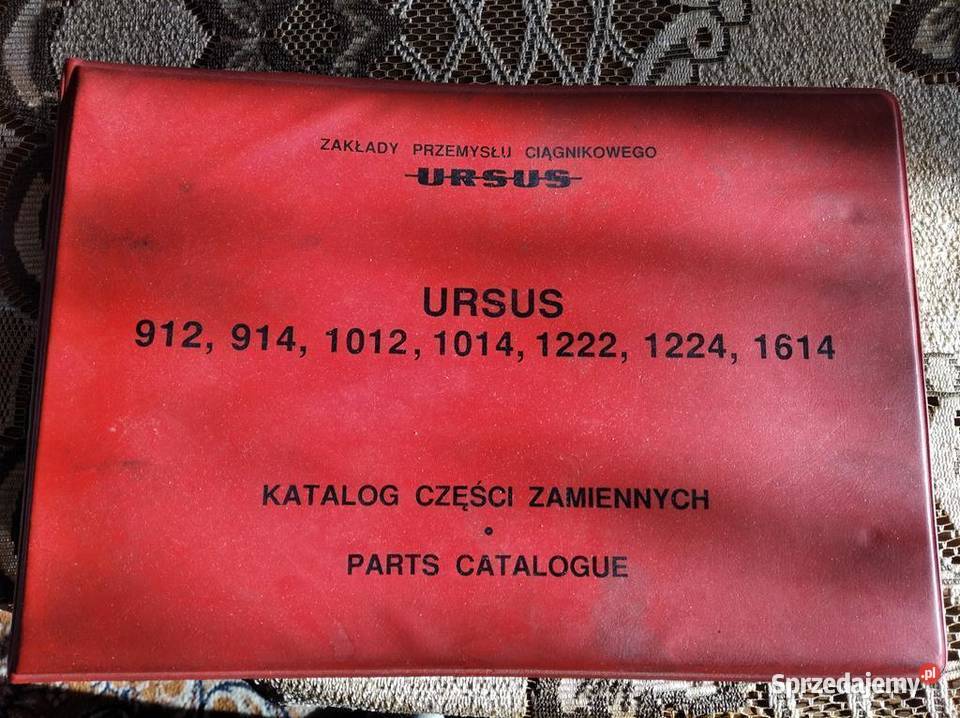 ZAKŁADY PRZEMYSŁU CIĄGNIKOWEGO
URSUS
URSUS
912, 914, 1012, 1014, 1222, 1224, 1614
KATALOG CZĘŚCI ZAMIENNYCH
PARTS CATALOGUE
Sprzedajemy.pl